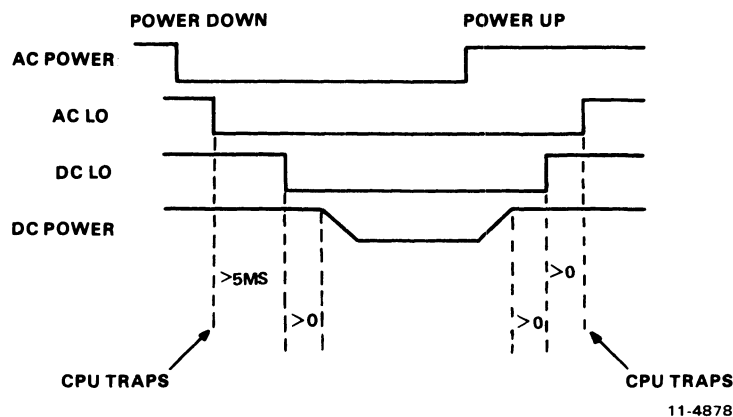 POWER DOWN
POWER UP
AC POWER
AC LO
DC LO
DC POWER
>5MS
>0
>0
>0
CPU TRAPS
CPU TRAPS
11-4878